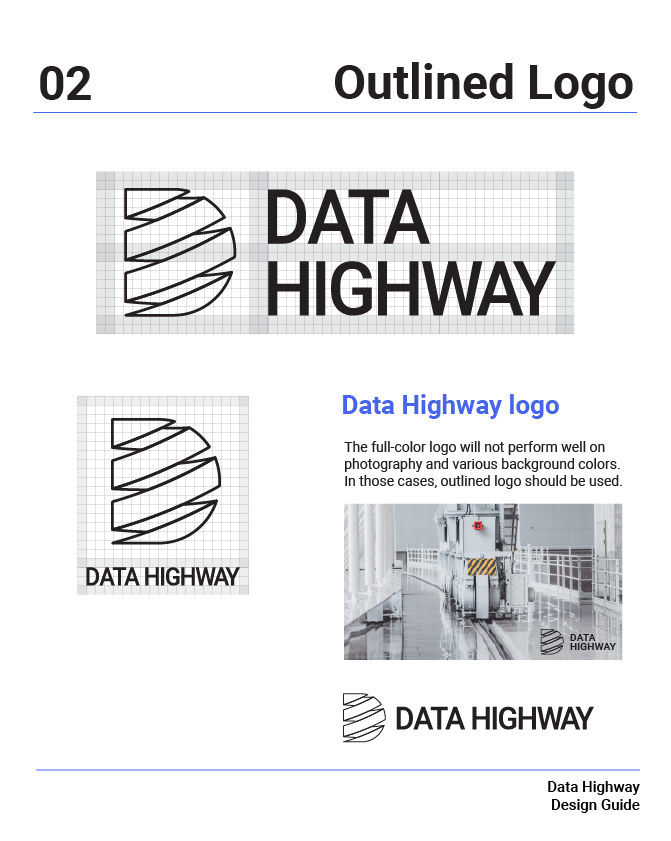 02
Outlined Logo
DATA
HIGHWAY
DATA HIGHWAY
Data Highway logo
The full-color logo will not perform well on
photography and various background colors.
In those cases, outlined logo should be used.
DATA
HIGHWAY
DATA HIGHWAY
Data Highway
Design Guide